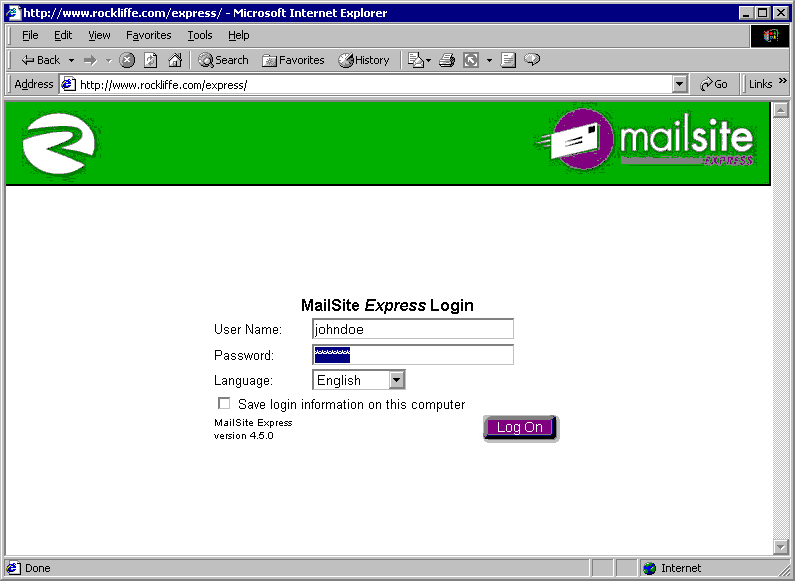 http://www.rockliffe.com/express/ - Microsoft Internet Explorer
File Edit View Favorites Tools Help
Back Search Favorites History
Address http://www.rockliffe.com/express/ Go Links »
mailsite
EXPRESS
MailSite Express Login
User Name: johndoe
Password: *******
Language: English
Save login information on this computer
MailSite Express
version 4.5.0
Log On
Done Internet